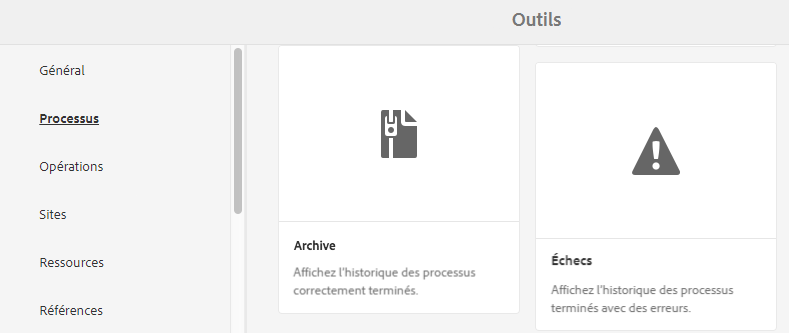 Outils
Général
Processus
Opérations
Sites
Ressources
Références
Archive
Affichez l'historique des processus
correctement terminés.
Échecs
Affichez l'historique des processus
terminés avec des erreurs.